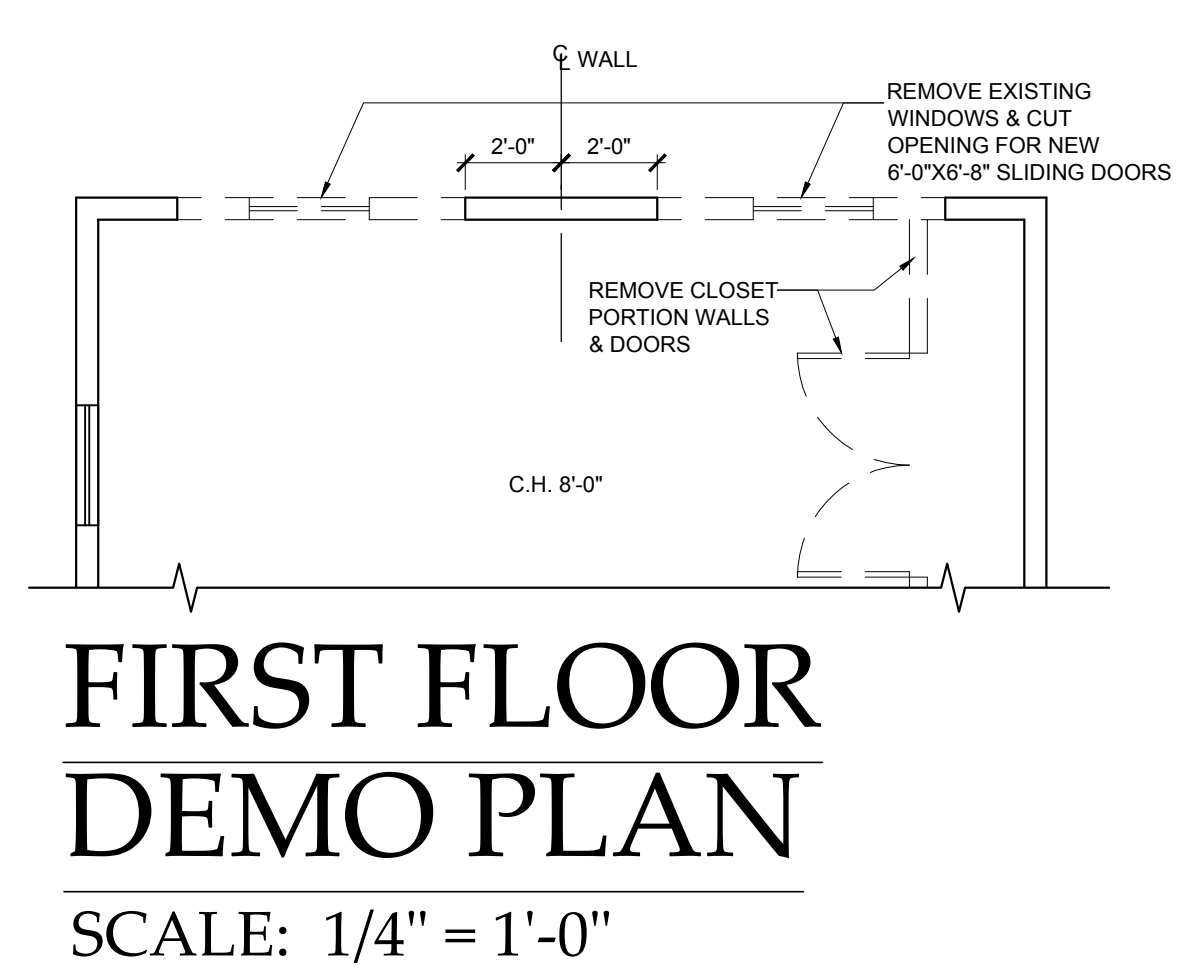 ℄ WALL
REMOVE EXISTING
WINDOWS & CUT
OPENING FOR NEW
6'-0"X6'-8" SLIDING DOORS
2'-0" 2'-0"
REMOVE CLOSET
PORTION WALLS
& DOORS
C.H. 8'-0"
FIRST FLOOR
DEMO PLAN
SCALE: 1/4" = 1'-0"